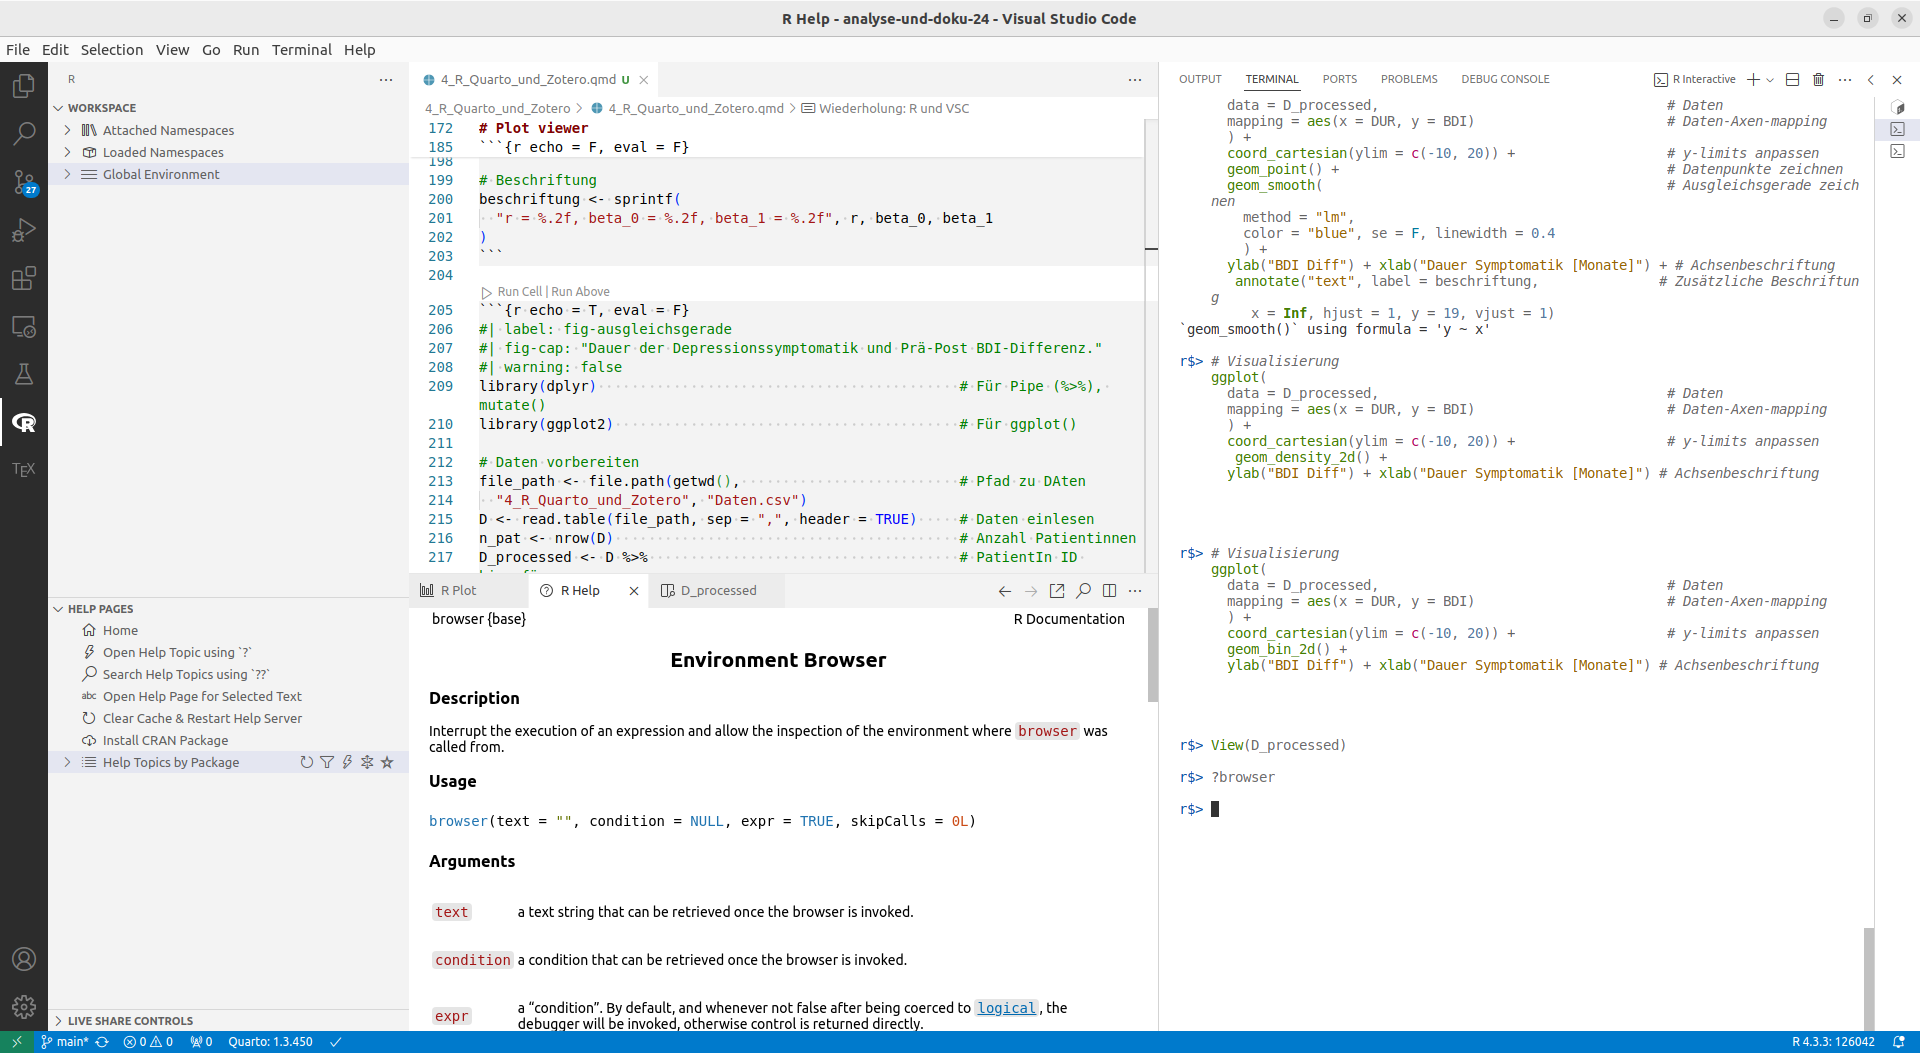 R Help - analyse-und-doku-24 - Visual Studio Code
File Edit Selection View Go Run Terminal Help
R
WORKSPACE
Attached Namespaces
Loaded Namespaces
Global Environment
27
TEX
HELP PAGES
Home
Open Help Topic using `?`
Search Help Topics using `??`
abc Open Help Page for Selected Text
Clear Cache & Restart Help Server
Install CRAN Package
Help Topics by Package
LIVE SHARE CONTROLS
4_R_Quarto_und_Zotero.qmd U
4_R_Quarto_und_Zotero > 4_R_Quarto_und_Zotero.qmd > Wiederholung: R und VSC
172 # Plot viewer
185 ```{r echo = F, eval = F}
198
199 # Beschriftung
200 beschriftung <- sprintf(
201 "r = %.2f, beta_0 = %.2f, beta_1 = %.2f", r, beta_0, beta_1
202 )
203 ```
204
Run Cell | Run Above
205 ```{r echo = T, eval = F}
206 #| label: fig-ausgleichsgerade
207 #| fig-cap: "Dauer der Depressionssymptomatik und Prä-Post BDI-Differenz."
208 #| warning: false
209 library(dplyr) # Für Pipe (%>%),
mutate()
210 library(ggplot2) # Für ggplot()
211
212 # Daten vorbereiten
213 file_path <- file.path(getwd(), # Pfad zu DAten
214 "4_R_Quarto_und_Zotero", "Daten.csv")
215 D <- read.table(file_path, sep = ",", header = TRUE) # Daten einlesen
216 n_pat <- nrow(D) # Anzahl Patientinnen
217 D_processed <- D %>% # PatientIn ID
R Plot
R Help
D_processed
browser {base} R Documentation
Environment Browser
Description
Interrupt the execution of an expression and allow the inspection of the environment where browser was
called from.
Usage
browser(text = "", condition = NULL, expr = TRUE, skipCalls = 0L)
Arguments
text a text string that can be retrieved once the browser is invoked.
condition a condition that can be retrieved once the browser is invoked.
expr a “condition”. By default, and whenever not false after being coerced to logical, the
debugger will be invoked, otherwise control is returned directly.
OUTPUT TERMINAL PORTS PROBLEMS DEBUG CONSOLE R Interactive
data = D_processed, # Daten
mapping = aes(x = DUR, y = BDI) # Daten-Axen-mapping
) +
coord_cartesian(ylim = c(-10, 20)) + # y-limits anpassen
geom_point() + # Datenpunkte zeichnen
geom_smooth( # Ausgleichsgerade zeich
nen
method = "lm",
color = "blue", se = F, linewidth = 0.4
) +
ylab("BDI Diff") + xlab("Dauer Symptomatik [Monate]") + # Achsenbeschriftung
annotate("text", label = beschriftung, # Zusätzliche Beschriftun
g
x = Inf, hjust = 1, y = 19, vjust = 1)
`geom_smooth()` using formula = 'y ~ x'
r$> # Visualisierung
ggplot(
data = D_processed, # Daten
mapping = aes(x = DUR, y = BDI) # Daten-Axen-mapping
) +
coord_cartesian(ylim = c(-10, 20)) + # y-limits anpassen
geom_density_2d() +
ylab("BDI Diff") + xlab("Dauer Symptomatik [Monate]") # Achsenbeschriftung
r$> # Visualisierung
ggplot(
data = D_processed, # Daten
mapping = aes(x = DUR, y = BDI) # Daten-Axen-mapping
) +
coord_cartesian(ylim = c(-10, 20)) + # y-limits anpassen
geom_bin_2d() +
ylab("BDI Diff") + xlab("Dauer Symptomatik [Monate]") # Achsenbeschriftung
r$> View(D_processed)
r$> ?browser
r$>
main* 0 0 0 Quarto: 1.3.450 R 4.3.3: 126042